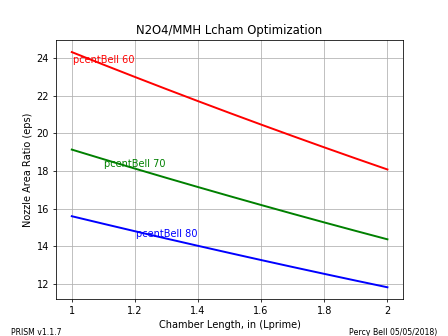 N2O4/MMH Lcham Optimization
Nozzle Area Ratio (eps)
24
22
20
18
16
14
12
pcentBell 60
pcentBell 70
pcentBell 80
1
1.2
1.4
1.6
1.8
2
Chamber Length, in (Lprime)
PRISM v1.1.7
Percy Bell 05/05/2018)